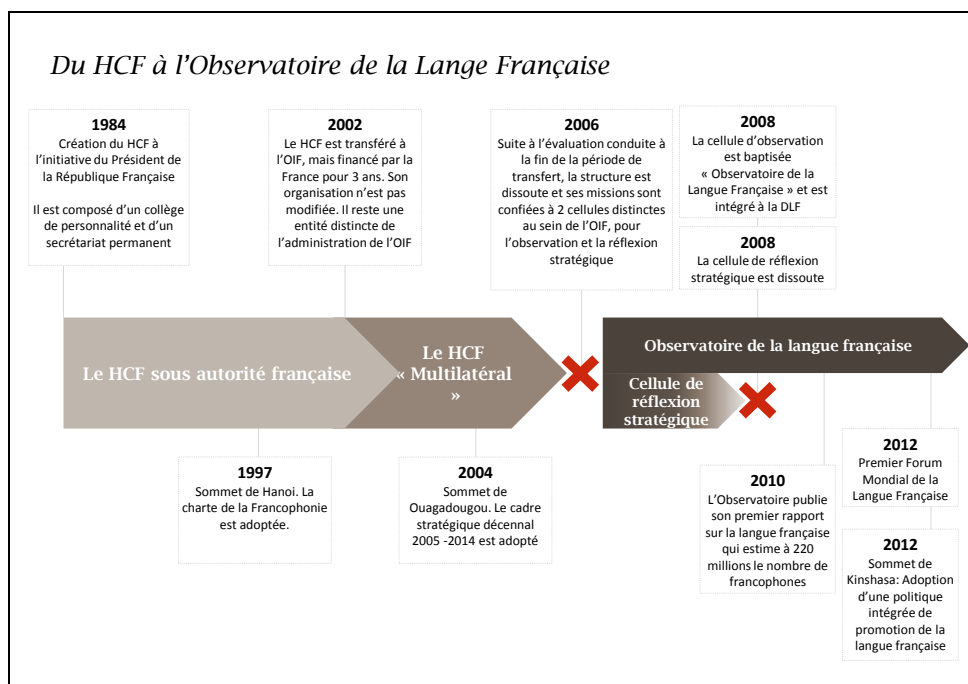 Du HCF à l’Observatoire de la Lange Française
1984
Création du HCF à
l’initiative du Président de
la République Française
Il est composé d’un collège
de personnalité et d’un
secrétariat permanent
2002
Le HCF est transféré à
l’OIF, mais financé par la
France pour 3 ans. Son
organisation n’est pas
modifiée. Il reste une
entité distincte de
l’administration de l’OIF
2006
Suite à l’évaluation conduite à
la fin de la période de
transfert, la structure est
dissoute et ses missions sont
confiées à 2 cellules distinctes
au sein de l’OIF, pour
l’observation et la réflexion
stratégique
2008
La cellule d’observation
est baptisée
« Observatoire de la
Langue Française » et est
intégré à la DLF
2008
La cellule de réflexion
stratégique est dissoute
Le HCF sous autorité française
Le HCF
« Multilatéral
»
Observatoire de la langue française
Cellule de
réflexion
stratégique
1997
Sommet de Hanoi. La
charte de la Francophonie
est adoptée.
2004
Sommet de
Ouagadougou. Le cadre
stratégique décennal
2005 -2014 est adopté
2010
L’Observatoire publie
son premier rapport
sur la langue française
qui estime à 220
millions le nombre de
francophones
2012
Premier Forum
Mondial de la
Langue Française
2012
Sommet de
Kinshasa: Adoption
d’une politique
intégrée de
promotion de la
langue française